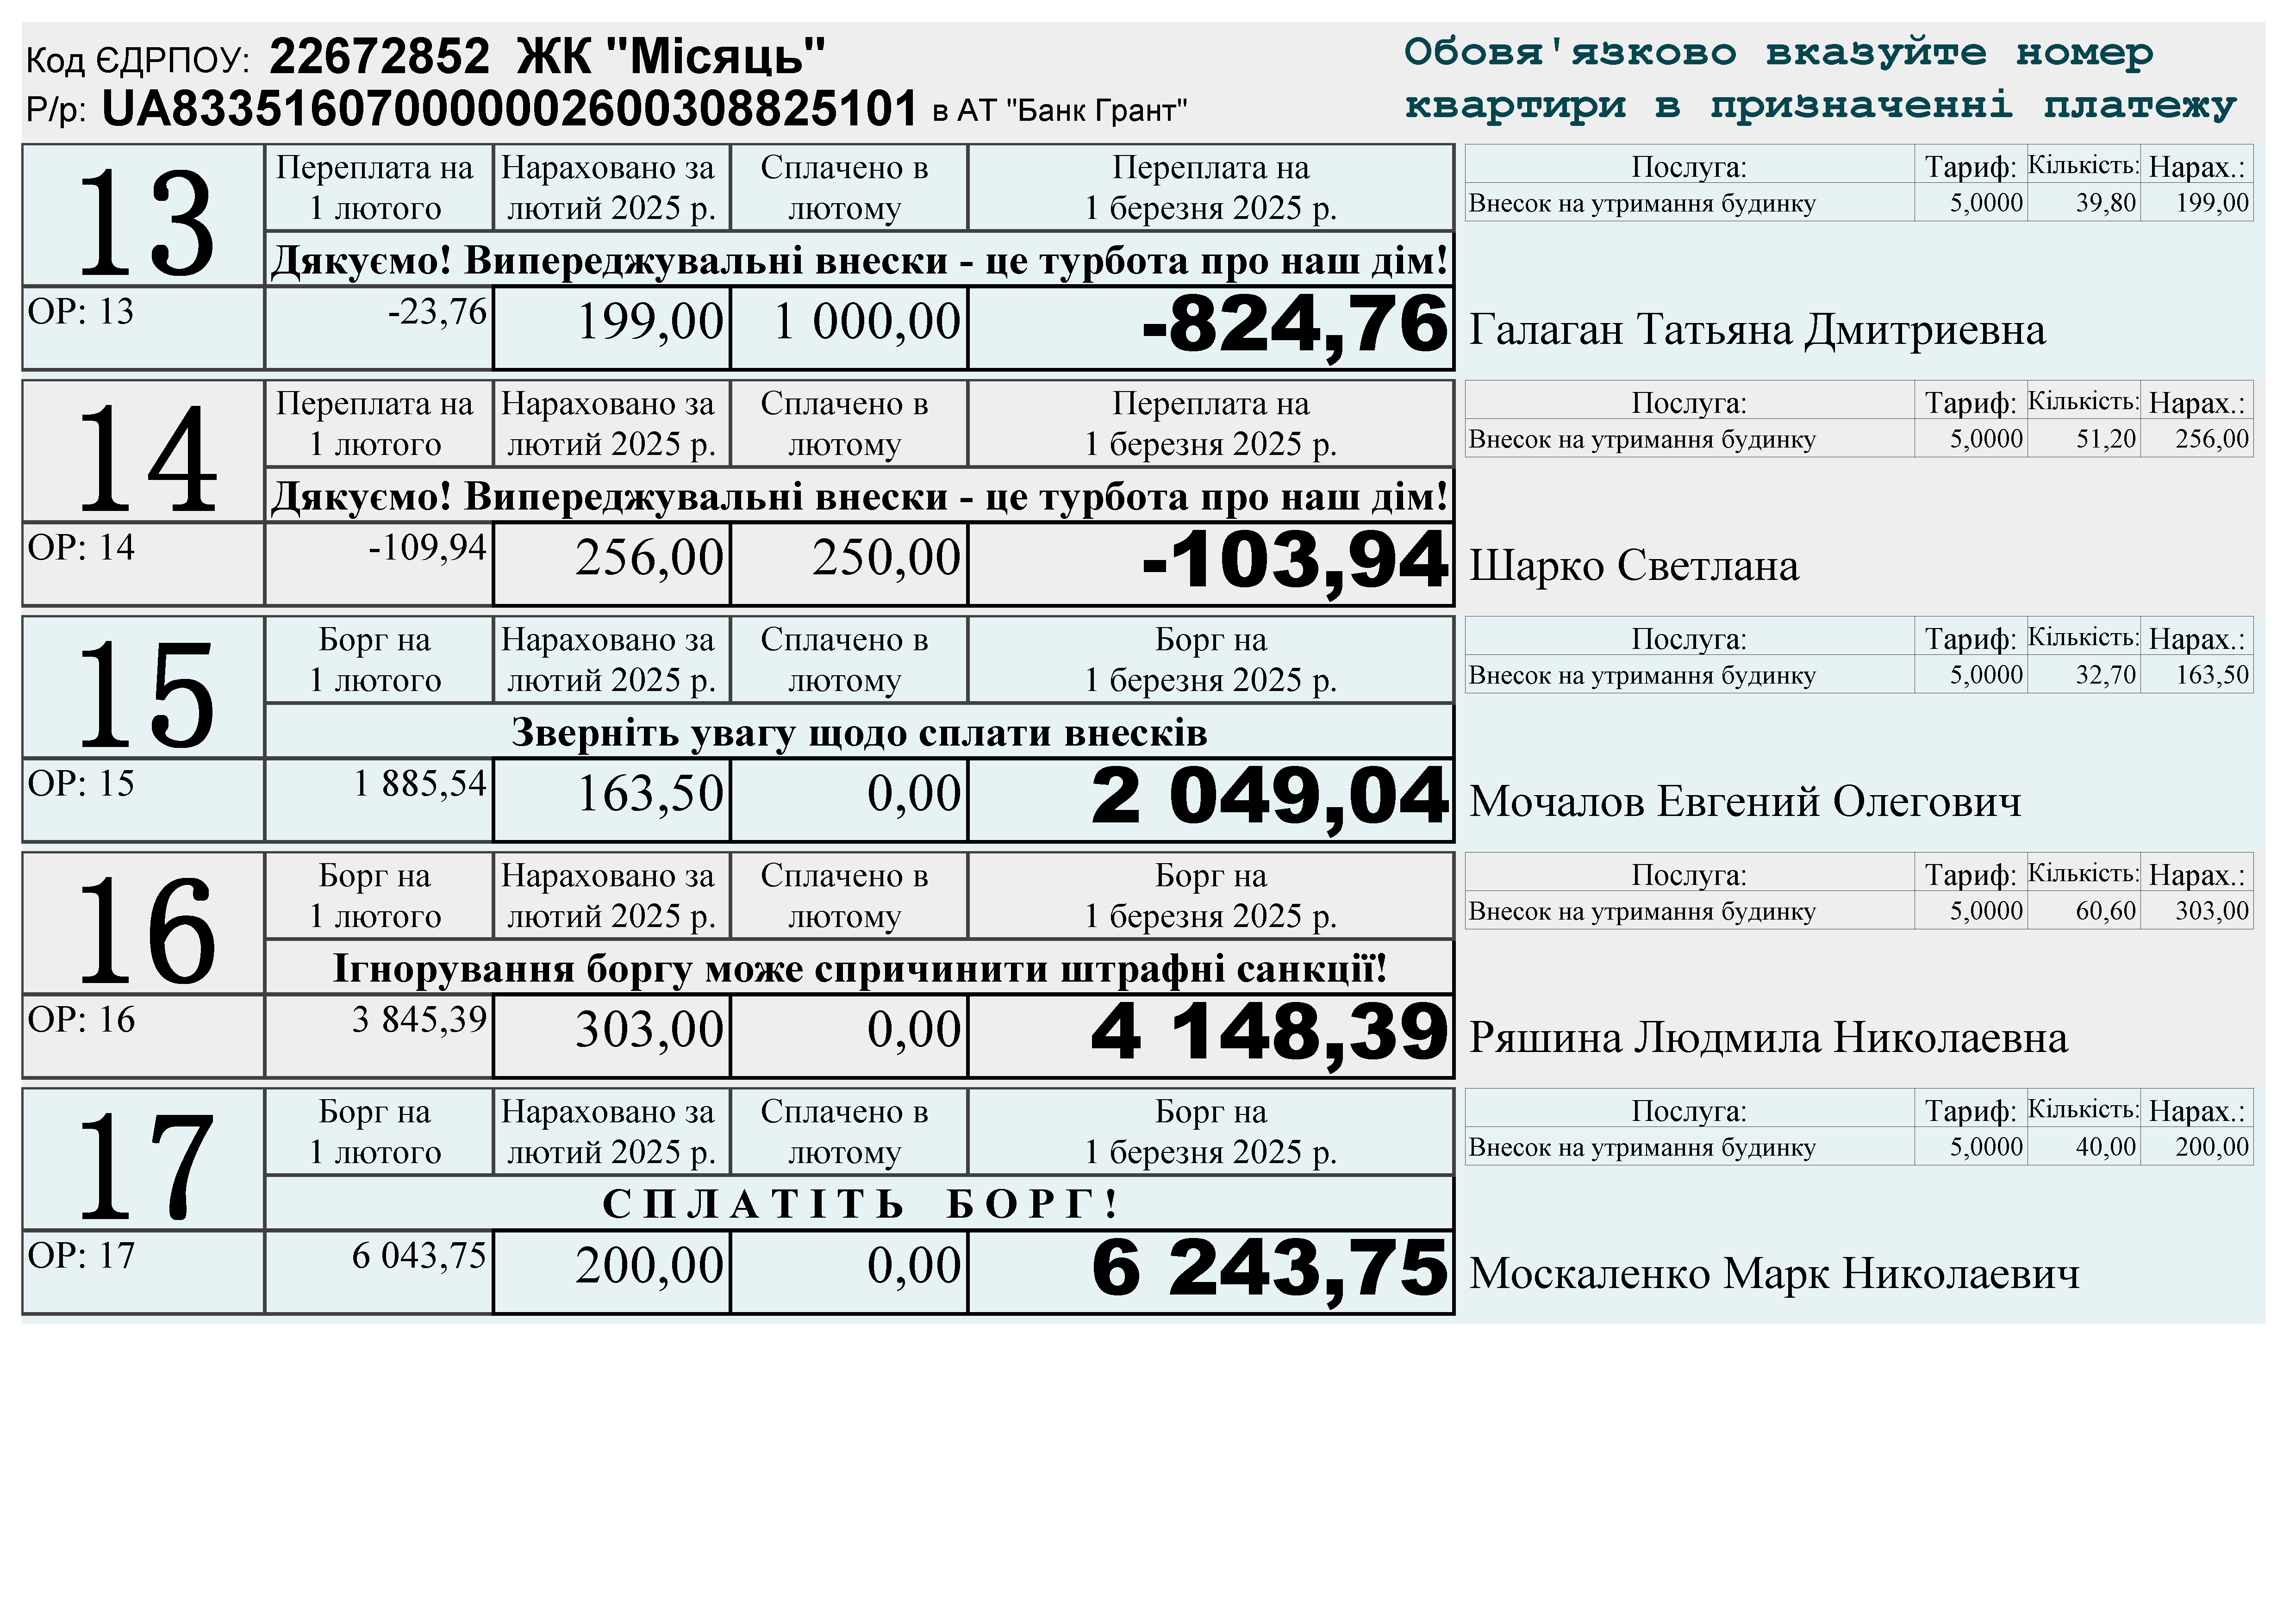 Код ЄДРПОУ: 22672852 ЖК "Місяць"
Р/р: UA833516070000002600308825101 в АТ "Банк Грант"
Обовя'язково вказуйте номер
квартири в призначенні платежу
13
Переплата на
1 лютого
Нараховано за
лютий 2025 р.
Сплачено в
лютому
Переплата на
1 березня 2025 р.
Дякуємо! Випереджувальні внески - це турбота про наш дім!
ОР: 13 -23,76 199,00 1 000,00 -824,76
Послуга: Тариф: Кількість: Нарах.:
Внесок на утримання будинку 5,0000 39,80 199,00
Галаган Татьяна Дмитриевна
14
Переплата на
1 лютого
Нараховано за
лютий 2025 р.
Сплачено в
лютому
Переплата на
1 березня 2025 р.
Дякуємо! Випереджувальні внески - це турбота про наш дім!
ОР: 14 -109,94 256,00 250,00 -103,94
Послуга: Тариф: Кількість: Нарах.:
Внесок на утримання будинку 5,0000 51,20 256,00
Шарко Светлана
15
Борг на
1 лютого
Нараховано за
лютий 2025 р.
Сплачено в
лютому
Борг на
1 березня 2025 р.
Зверніть увагу щодо сплати внесків
ОР: 15 1 885,54 163,50 0,00 2 049,04
Послуга: Тариф: Кількість: Нарах.:
Внесок на утримання будинку 5,0000 32,70 163,50
Мочалов Евгений Олегович
16
Борг на
1 лютого
Нараховано за
лютий 2025 р.
Сплачено в
лютому
Борг на
1 березня 2025 р.
Ігнорування боргу може спричинити штрафні санкції!
ОР: 16 3 845,39 303,00 0,00 4 148,39
Послуга: Тариф: Кількість: Нарах.:
Внесок на утримання будинку 5,0000 60,60 303,00
Ряшина Людмила Николаевна
17
Борг на
1 лютого
Нараховано за
лютий 2025 р.
Сплачено в
лютому
Борг на
1 березня 2025 р.
С П Л А Т І Т Ь Б О Р Г !
ОР: 17 6 043,75 200,00 0,00 6 243,75
Послуга: Тариф: Кількість: Нарах.:
Внесок на утримання будинку 5,0000 40,00 200,00
Москаленко Марк Николаевич